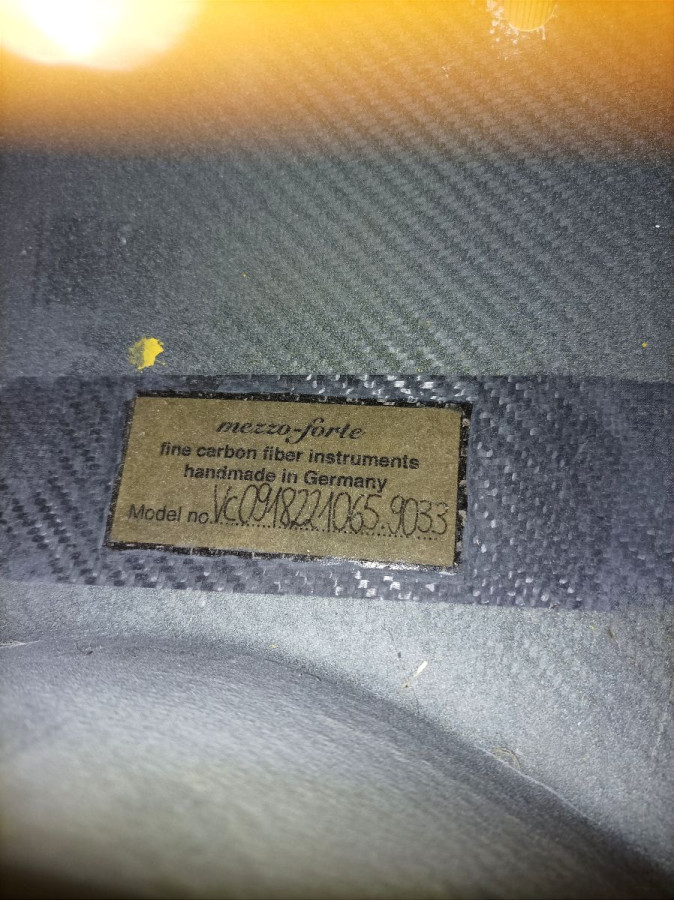 mezzo-forte
fine carbon fiber instruments
handmade in Germany
Model no. Vc0918221065.9033